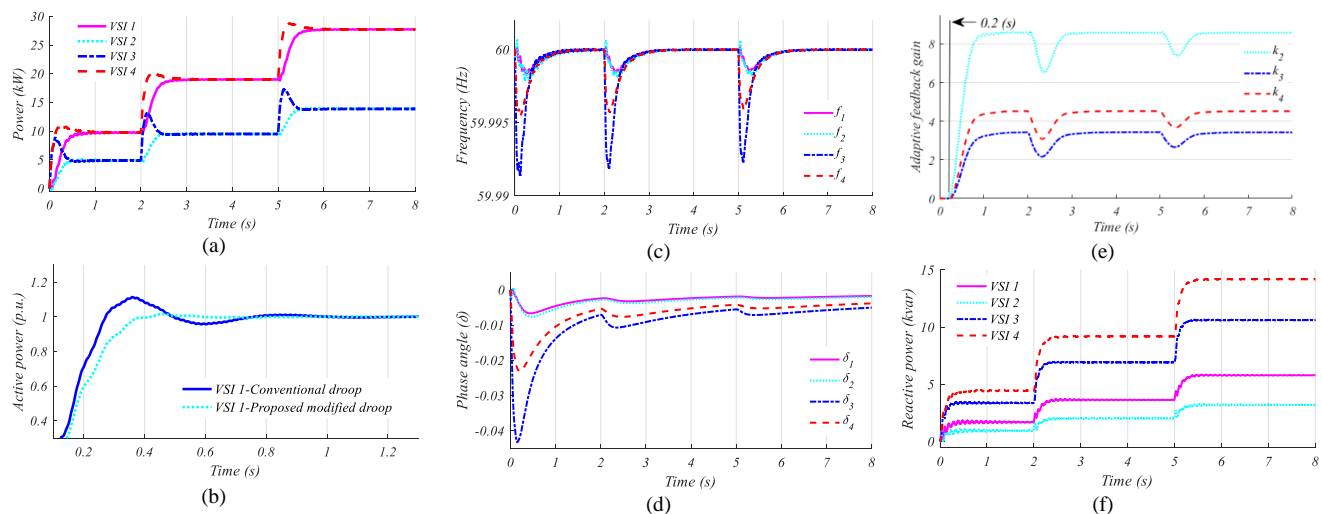 VSI 1
VSI 2
VSI 3
VSI 4
Power (kW)
30
25
20
15
10
5
0
0 1 2 3 4 5 6 7 8
Time (s)
(a)
Active power (p.u.)
1.2
1
0.8
0.6
0.4
0.2 0.4 0.6 0.8 1 1.2
VSI 1-Conventional droop
VSI 1-Proposed modified droop
Time (s)
(b)
Frequency (Hz)
60
59.995
59.99
0 1 2 3 4 5 6 7 8
f1
f2
f3
f4
Time (s)
(c)
Phase angle (δ)
0
-0.01
-0.02
-0.03
-0.04
0 1 2 3 4 5 6 7 8
δ1
δ2
δ3
δ4
Time (s)
(d)
0.2 (s)
Adaptive feedback gain
8
6
4
2
0
0 1 2 3 4 5 6 7 8
k2
k3
k4
Time (s)
(e)
Reactive power (kvar)
15
10
5
0
0 1 2 3 4 5 6 7 8
VSI 1
VSI 2
VSI 3
VSI 4
Time (s)
(f)